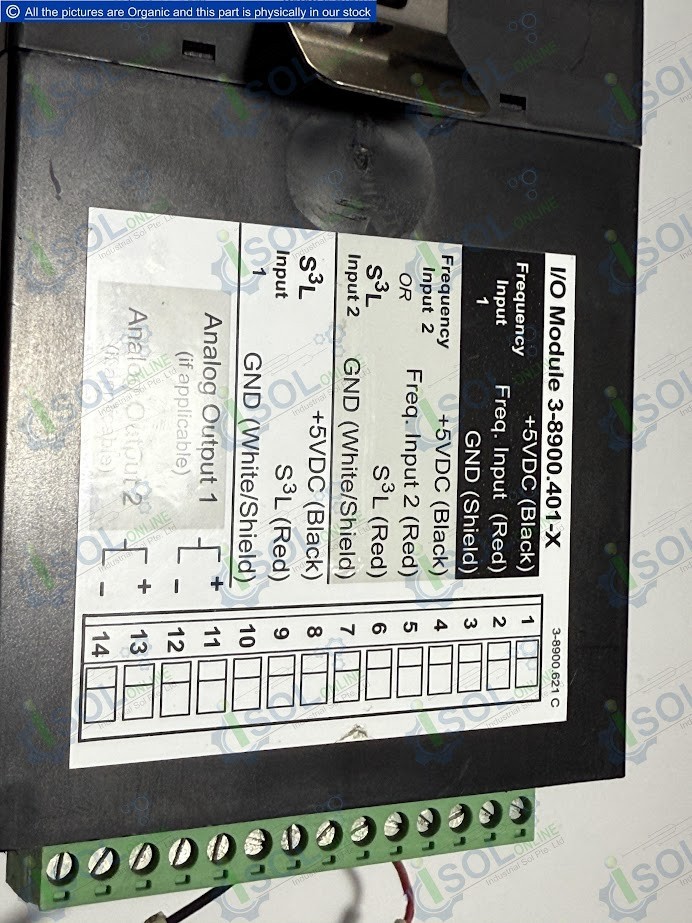 © All the pictures are Organic and this part is physically in our stock
I/O Module 3-8900.401-X
3-8900.621 C
Frequency
Input
1
+5VDC (Black)
Freq. Input (Red)
GND (Shield)
1
2
3
Frequency
Input 2
OR
S³L
Input 2
+5VDC (Black)
Freq. Input 2 (Red)
S³L (Red)
GND (White/Shield)
4
5
6
7
S³L
Input
1
+5VDC (Black)
S³L (Red)
GND (White/Shield)
8
9
10
Analog Output 1
(if applicable)
+
-
11
12
Analog Output 2
+
-
13
14
iSOL ONLINE
Industrial Sol Pte. Ltd